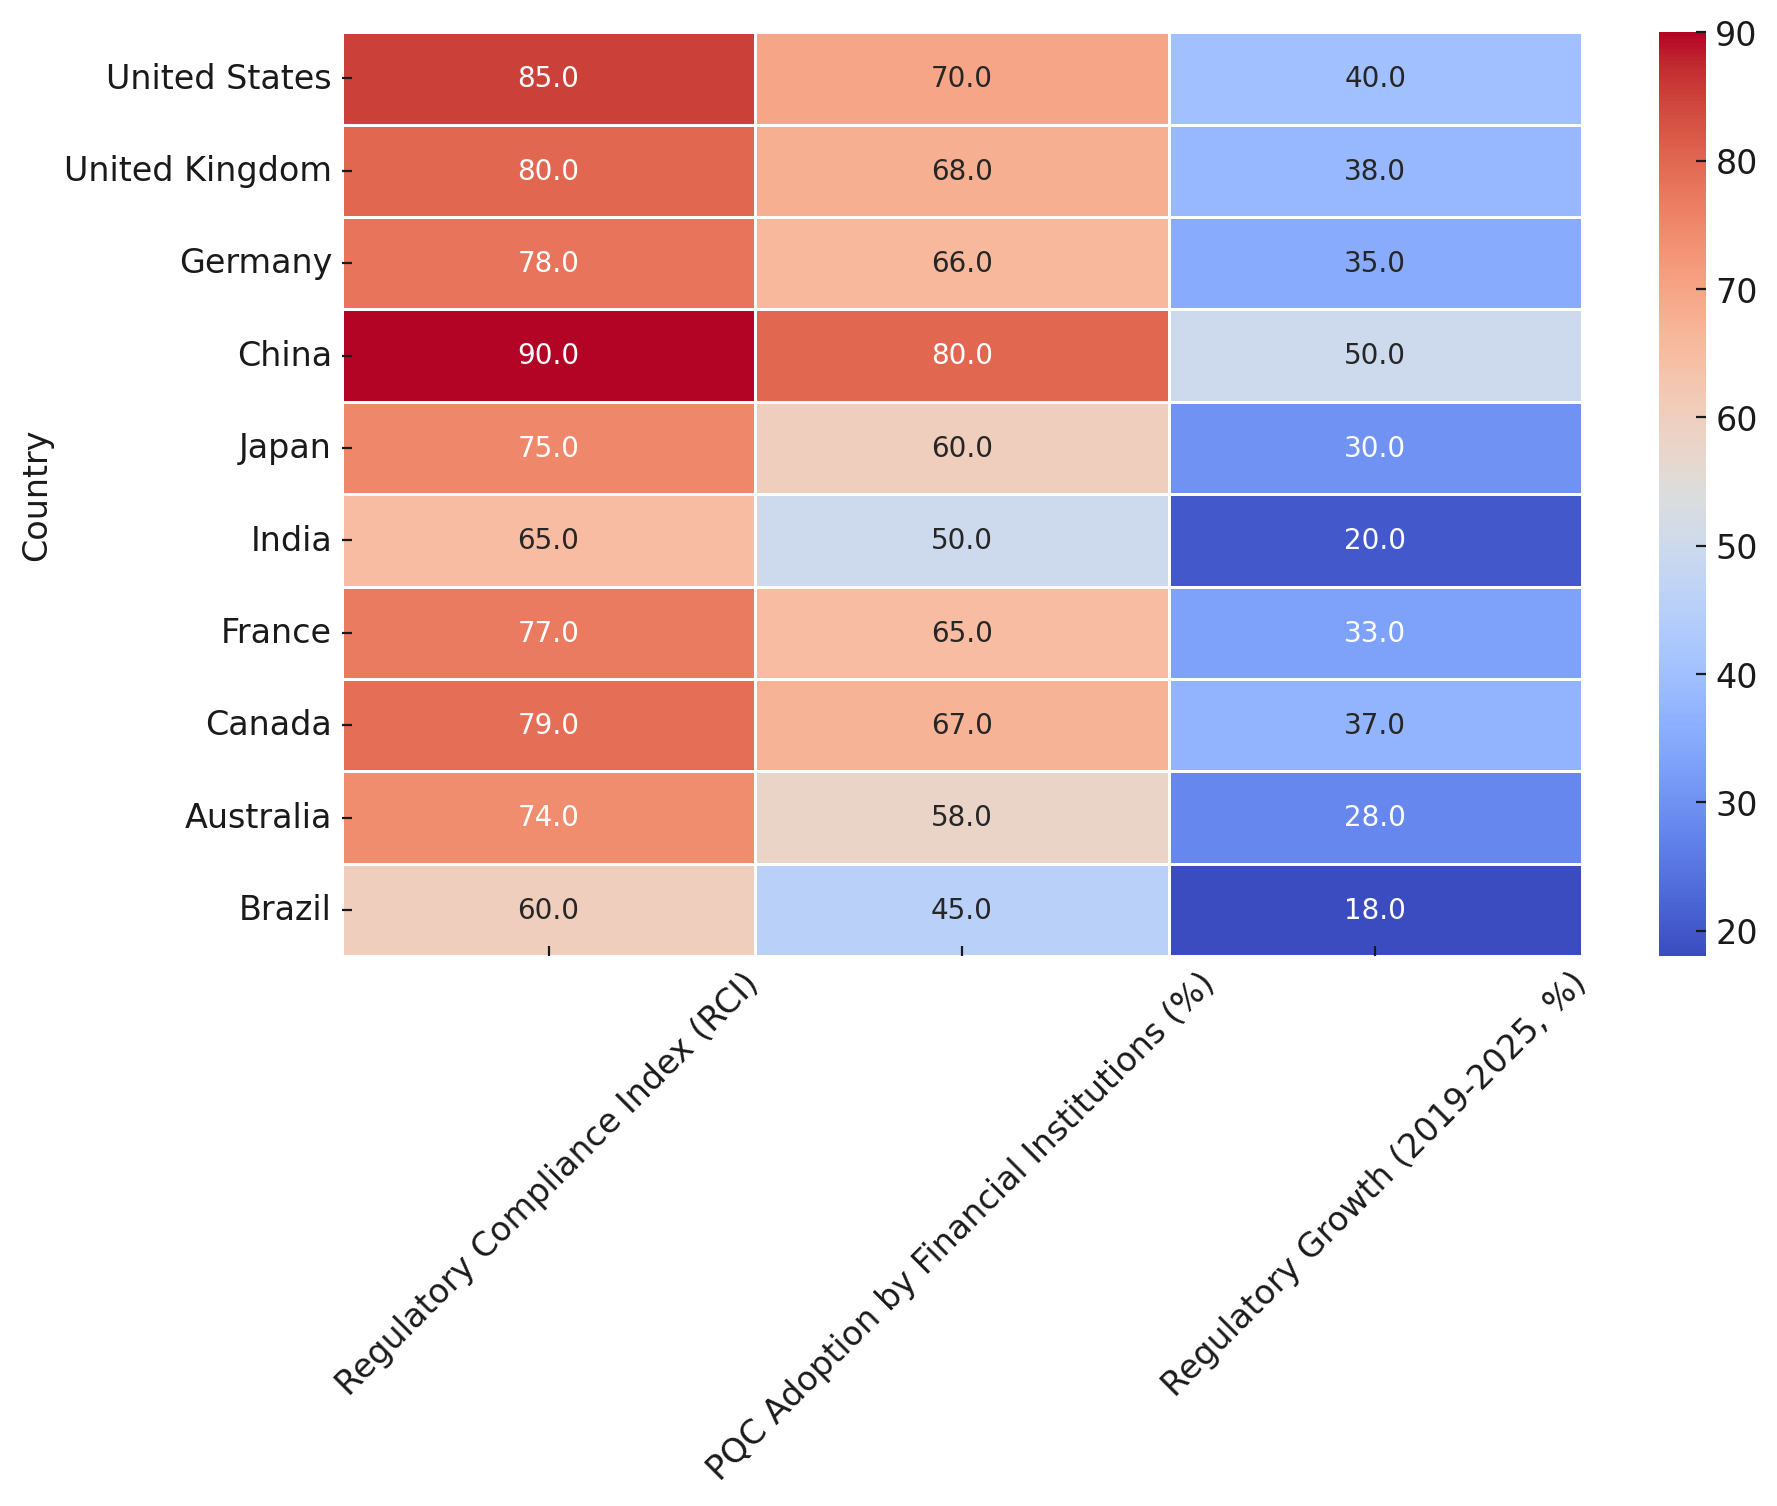 United States 85.0 70.0 40.0
United Kingdom 80.0 68.0 38.0
Germany 78.0 66.0 35.0
China 90.0 80.0 50.0
Japan 75.0 60.0 30.0
India 65.0 50.0 20.0
France 77.0 65.0 33.0
Canada 79.0 67.0 37.0
Australia 74.0 58.0 28.0
Brazil 60.0 45.0 18.0
Country
Regulatory Compliance Index (RCI)
PQC Adoption by Financial Institutions (%)
Regulatory Growth (2019-2025, %)
90
80
70
60
50
40
30
20